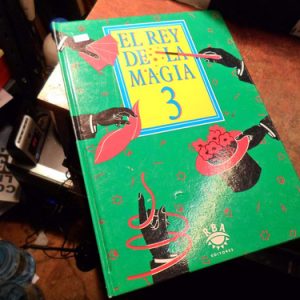 EL REY
DE LA
MAGIA
3
RBA
EDITORES